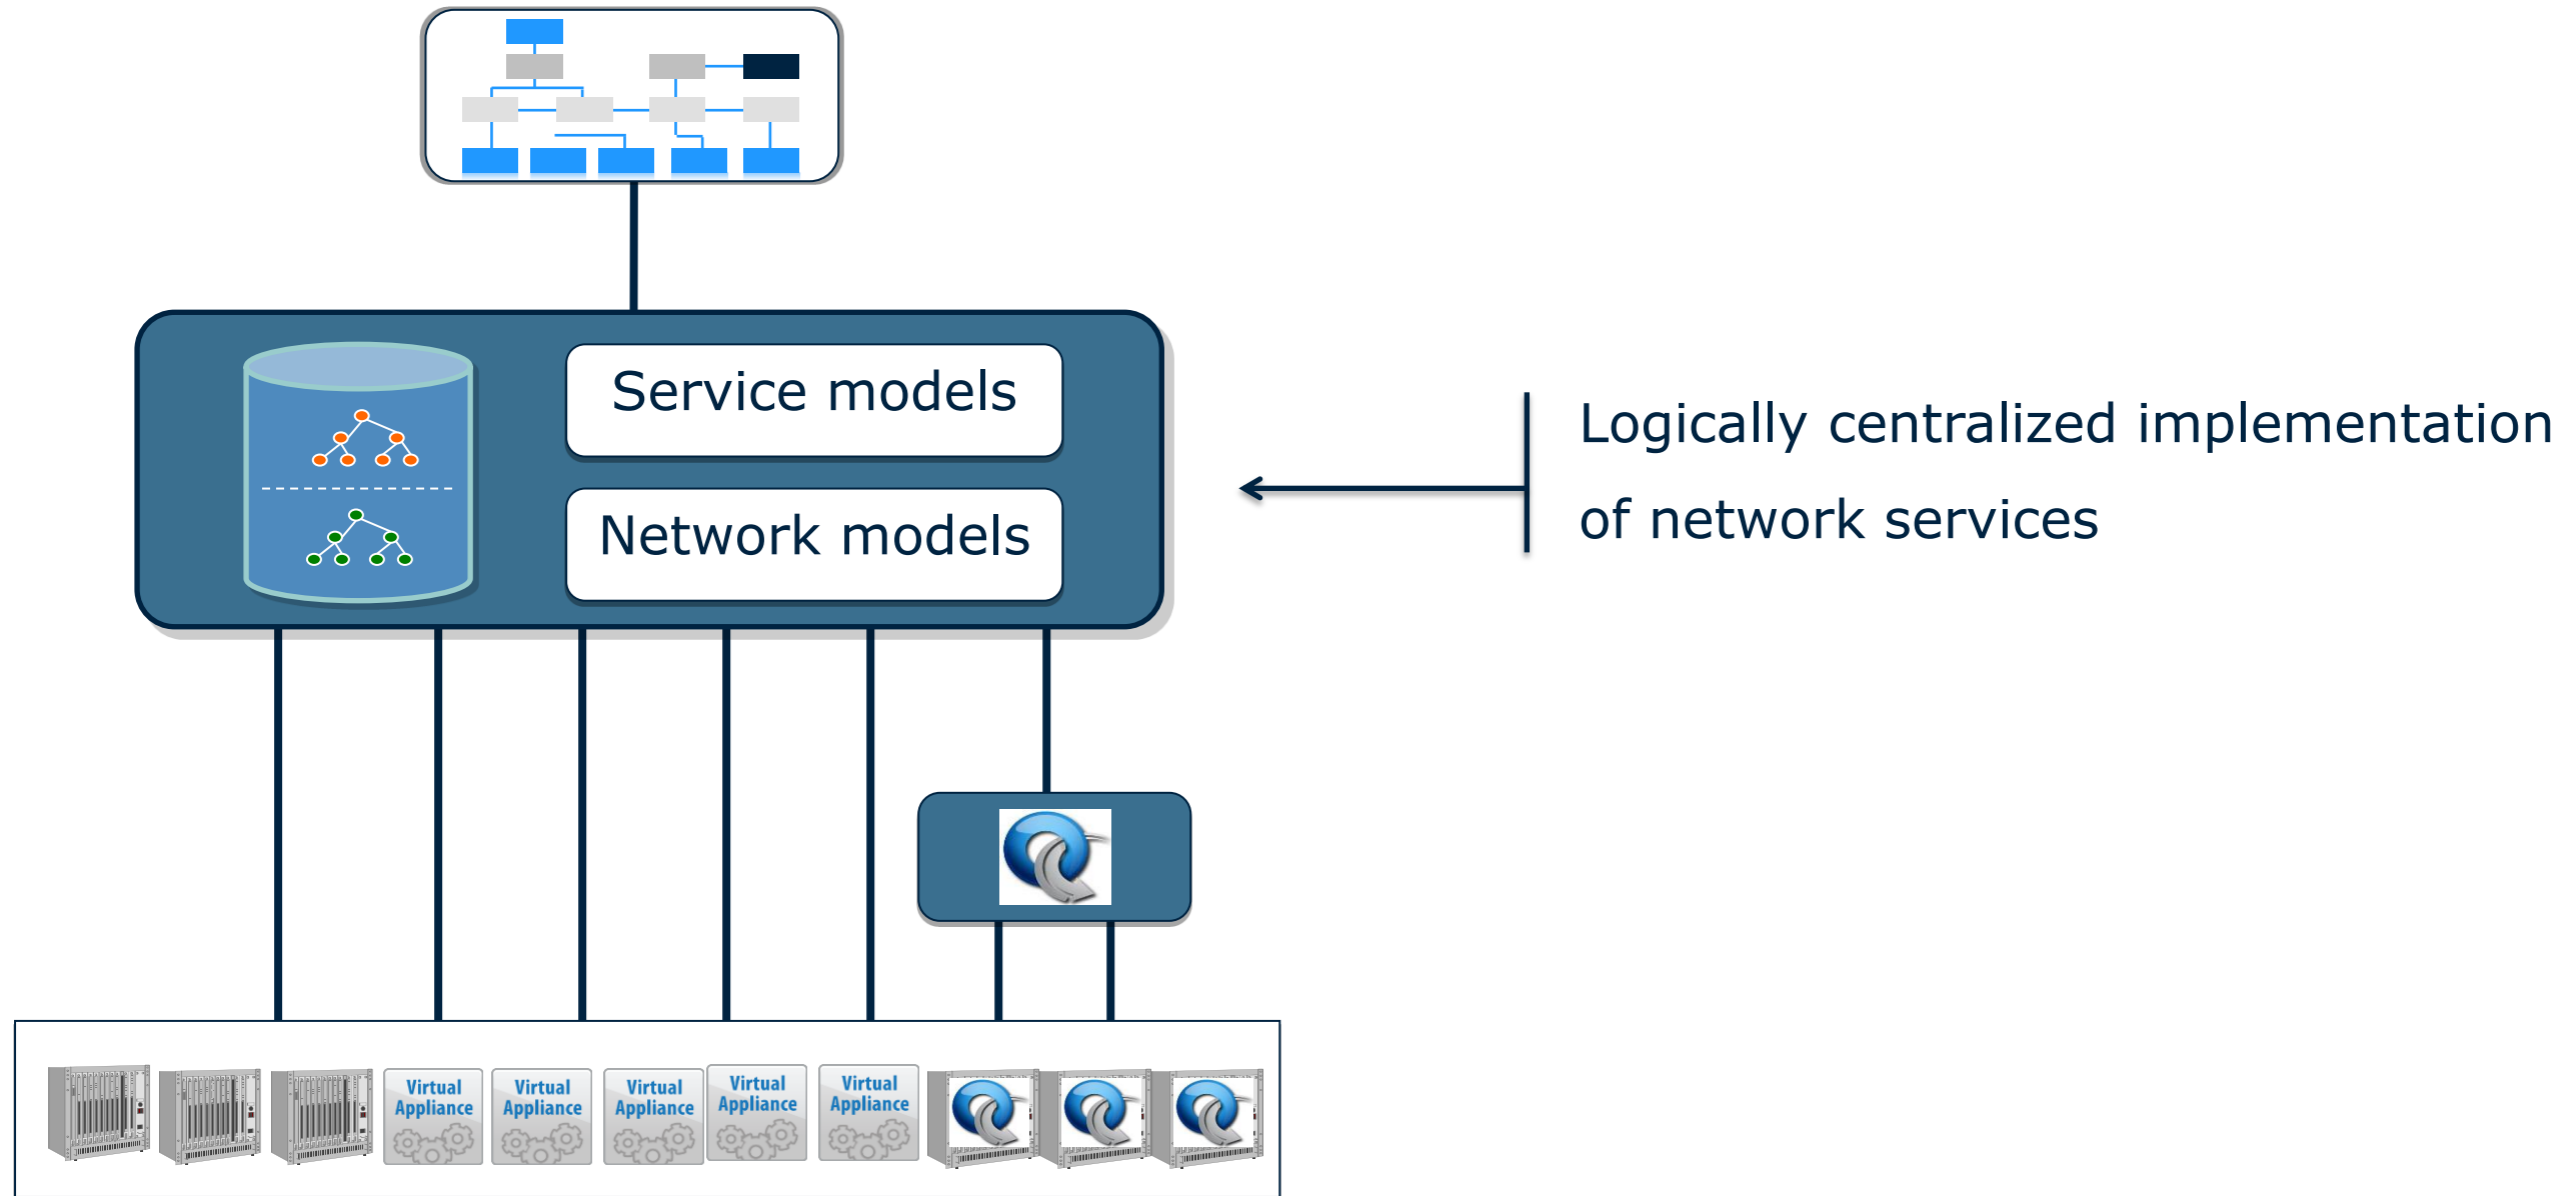 Service models
Network models
Logically centralized implementation
of network services
Virtual
Appliance
Virtual
Appliance
Virtual
Appliance
Virtual
Appliance
Virtual
Appliance